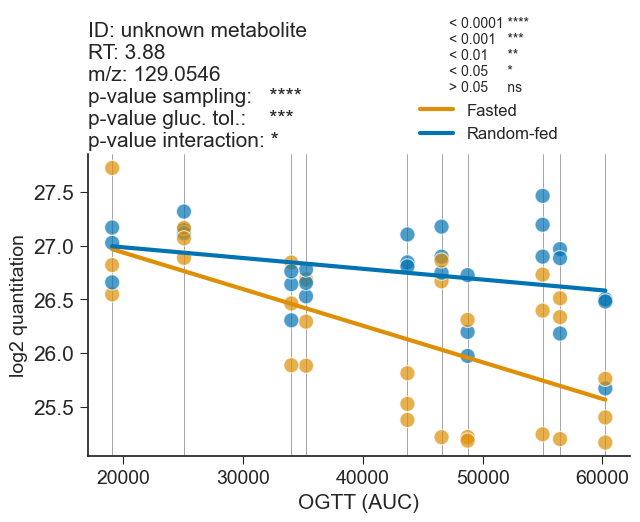 ID: unknown metabolite
RT: 3.88
m/z: 129.0546
p-value sampling: ****
p-value gluc. tol.: ***
p-value interaction: *
< 0.0001 ****
< 0.001 ***
< 0.01 **
< 0.05 *
> 0.05 ns
Fasted
Random-fed
log2 quantitation
27.5
27.0
26.5
26.0
25.5
20000 30000 40000 50000 60000
OGTT (AUC)